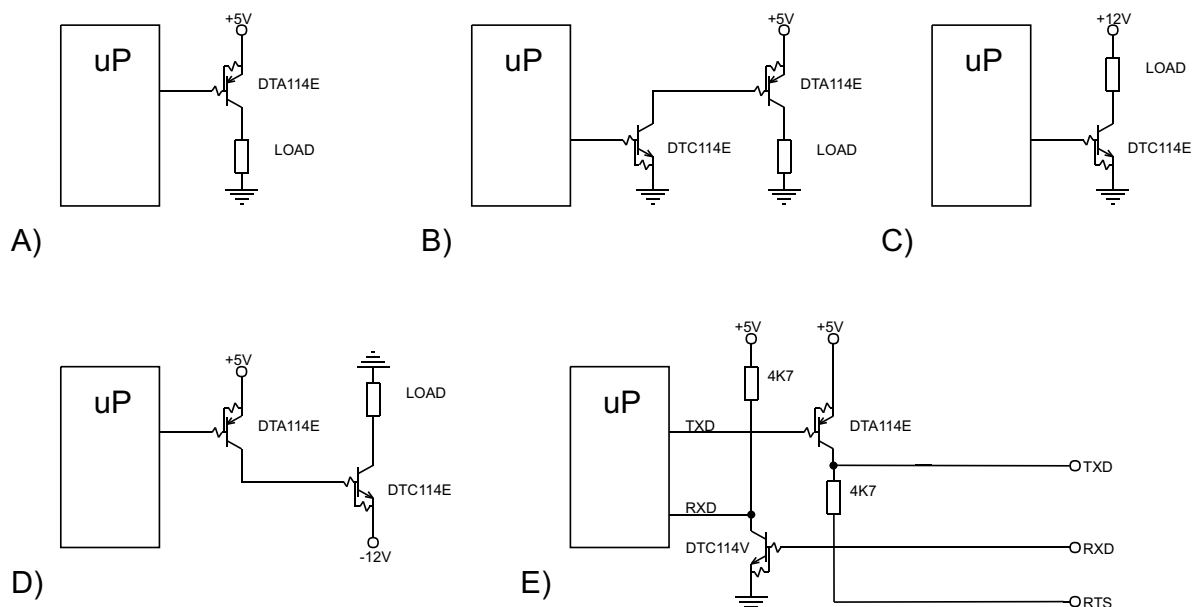 +5V
uP
DTA114E
LOAD
A)
+5V
uP
DTA114E
DTC114E
LOAD
B)
+12V
uP
LOAD
DTC114E
C)
+5V
uP
LOAD
DTA114E
DTC114E
-12V
D)
+5V
+5V
uP
4K7
TXD
DTA114E
TXD
4K7
RXD
DTC114V
RXD
RTS
E)